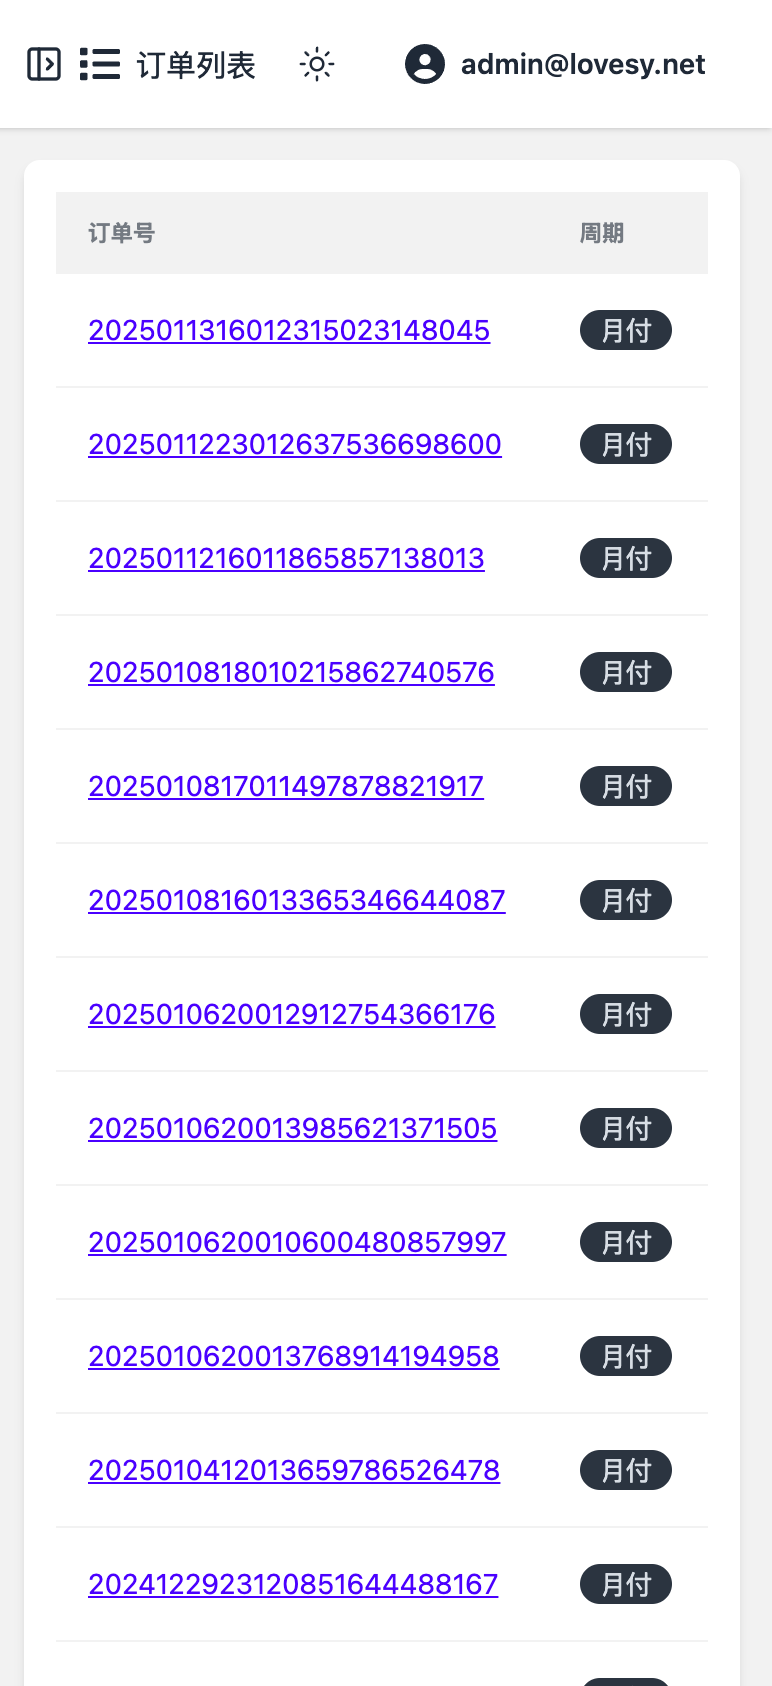 订单列表 admin@lovesy.net
订单号 周期
2025011316012315023148045 月付
2025011223012637536698600 月付
2025011216011865857138013 月付
2025010818010215862740576 月付
2025010817011497878821917 月付
2025010816013365346644087 月付
2025010620012912754366176 月付
2025010620013985621371505 月付
2025010620010600480857997 月付
2025010620013768914194958 月付
2025010412013659786526478 月付
2024122923120851644488167 月付